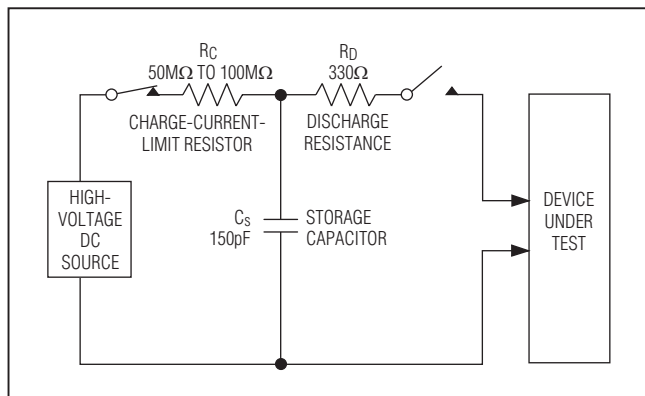 RC
50MΩ TO 100MΩ
CHARGE-CURRENT-
LIMIT RESISTOR
RD
330Ω
DISCHARGE
RESISTANCE
HIGH-
VOLTAGE
DC
SOURCE
CS
150pF
STORAGE
CAPACITOR
DEVICE
UNDER
TEST